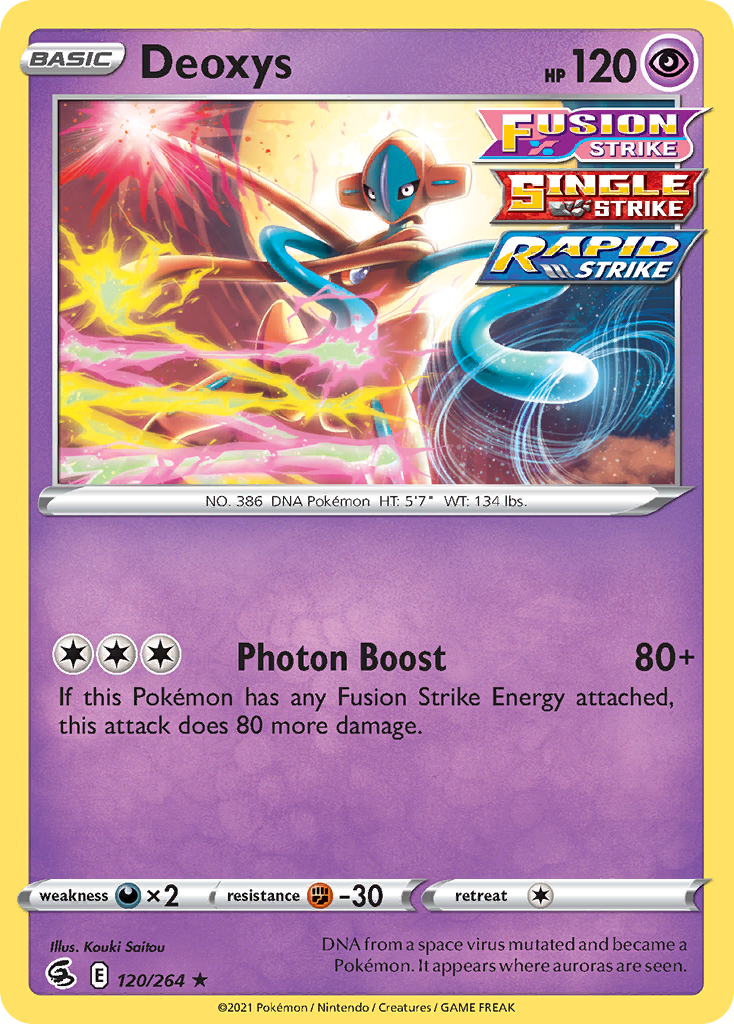 BASIC
Deoxys
HP 120
FUSION
STRIKE
SINGLE
STRIKE
RAPID
STRIKE
NO. 386 DNA Pokémon HT: 5'7" WT: 134 lbs.
Photon Boost 80+
If this Pokémon has any Fusion Strike Energy attached,
this attack does 80 more damage.
weakness ×2 resistance -30 retreat
Illus. Kouki Saitou
DNA from a space virus mutated and became a
Pokémon. It appears where auroras are seen.
E 120/264 ★
©2021 Pokémon / Nintendo / Creatures / GAME FREAK